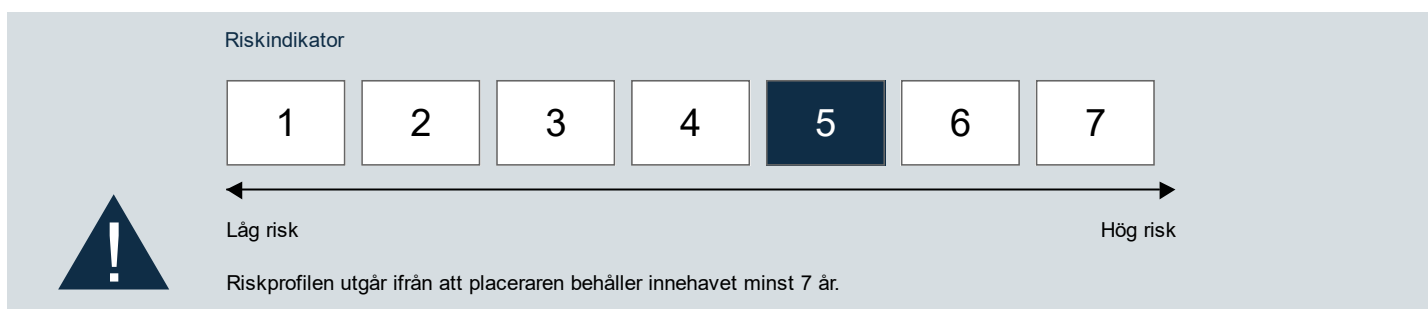 Riskindikator
1 2 3 4 5 6 7
Låg risk Hög risk
!
Riskprofilen utgår ifrån att placeraren behåller innehavet minst 7 år.